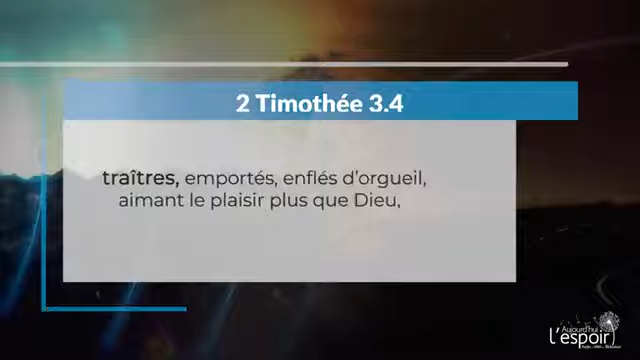 2 Timothée 3.4
traîtres, emportés, enflés d'orgueil,
aimant le plaisir plus que Dieu,
Aujourd'hui
l'espoir